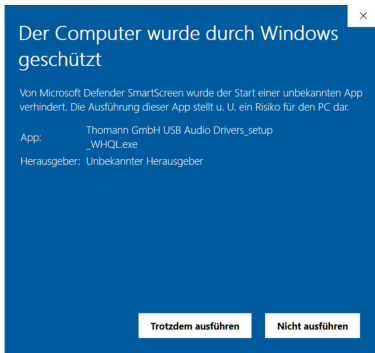 Der Computer wurde durch Windows
geschützt
Von Microsoft Defender SmartScreen wurde der Start einer unbekannten App
verhindert. Die Ausführung dieser App stellt u. U. ein Risiko für den PC dar.
App: Thomann GmbH USB Audio Drivers_setup
_WHQL.exe
Herausgeber: Unbekannter Herausgeber
Trotzdem ausführen Nicht ausführen